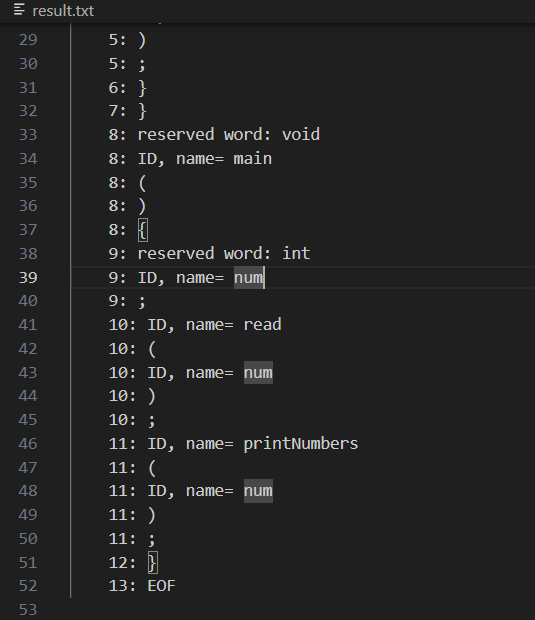 result.txt
29 5: )
30 5: ;
31 6: }
32 7: }
33 8: reserved word: void
34 8: ID, name= main
35 8: (
36 8: )
37 8: {
38 9: reserved word: int
39 9: ID, name= num
40 9: ;
41 10: ID, name= read
42 10: (
43 10: ID, name= num
44 10: )
45 10: ;
46 11: ID, name= printNumbers
47 11: (
48 11: ID, name= num
49 11: )
50 11: ;
51 12: }
52 13: EOF
53